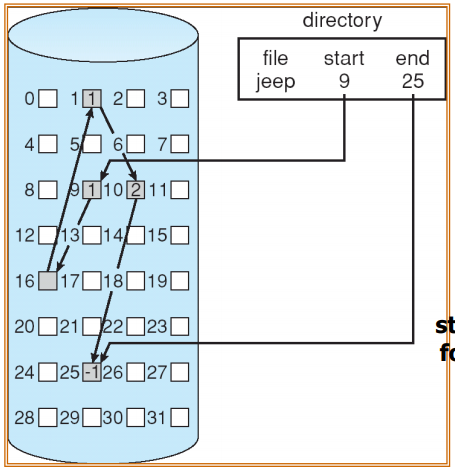 directory
file start end
jeep 9 25
0 1 1 2 3
4 5 6 7
8 9 1 10 2 11
12 13 14 15
16 17 18 19
20 21 22 23
st
fo
24 25 -1 26 27
28 29 30 31